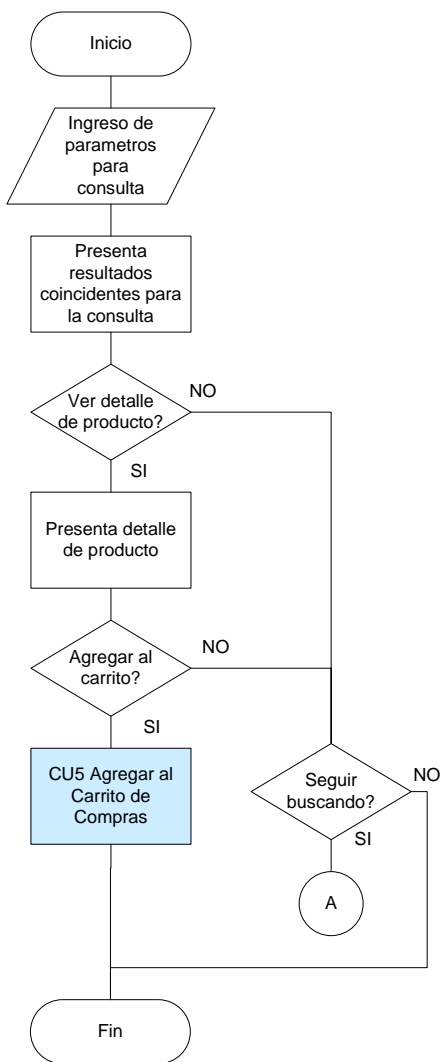 Inicio
Ingreso de
parametros
para
consulta
Presenta
resultados
coincidentes para
la consulta
Ver detalle
de producto?
NO
SI
Presenta detalle
de producto
Agregar al
carrito?
NO
SI
CU5 Agregar al
Carrito de
Compras
Seguir
buscando?
NO
SI
A
Fin